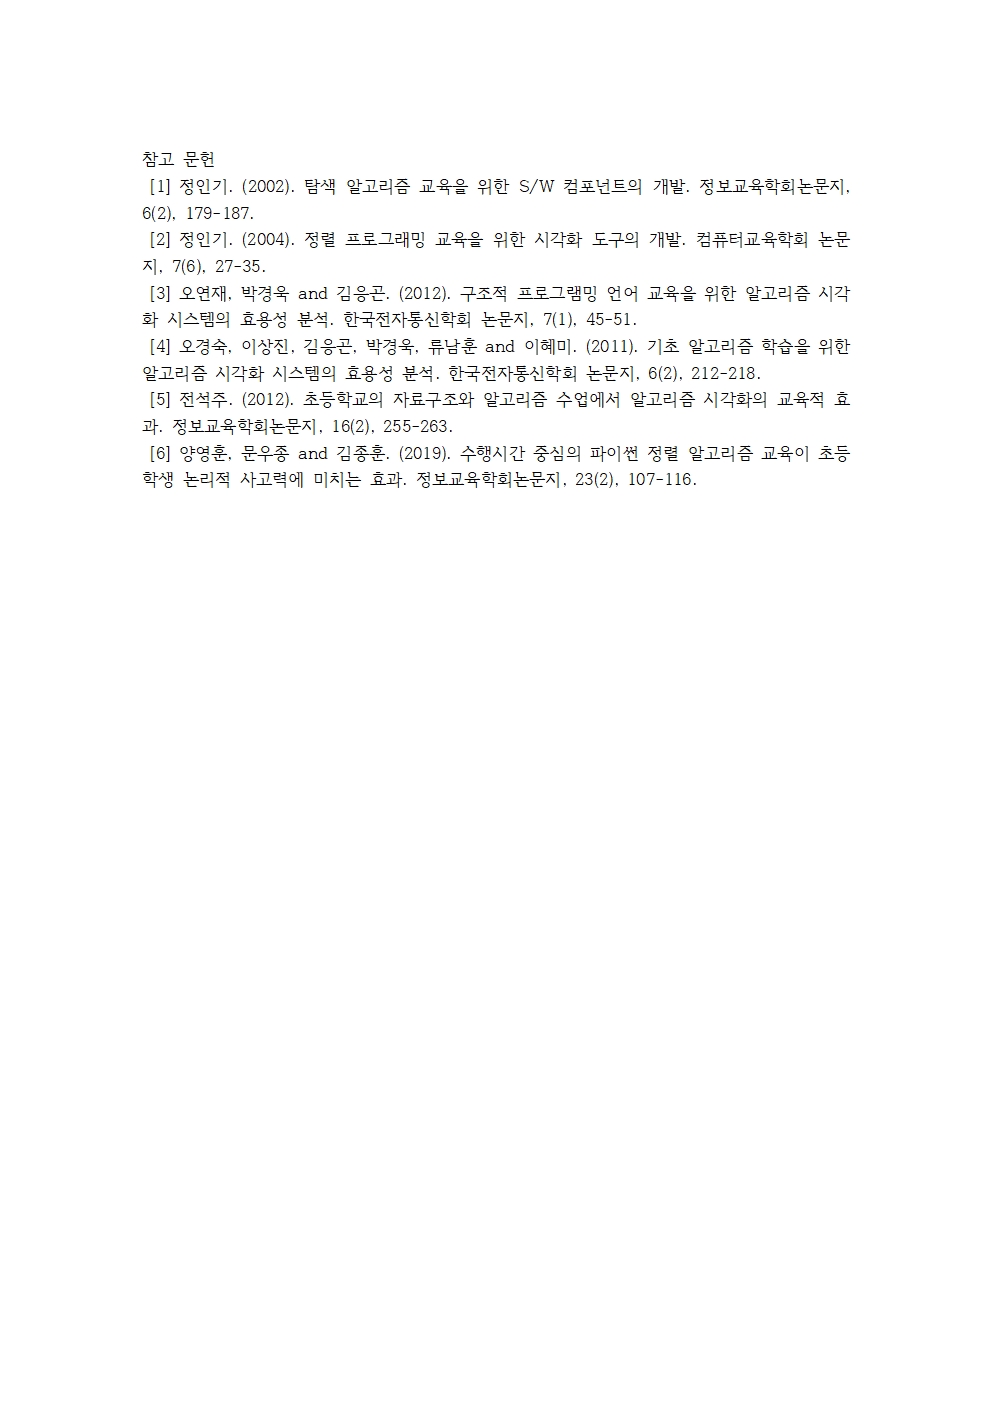 참고 문헌
[1] 정인기. (2002). 탐색 알고리즘 교육을 위한 S/W 컴포넌트의 개발. 정보교육학회논문지,
6(2), 179-187.
[2] 정인기. (2004). 정렬 프로그래밍 교육을 위한 시각화 도구의 개발. 컴퓨터교육학회 논문
지, 7(6), 27-35.
[3] 오연재, 박경욱 and 김응곤. (2012). 구조적 프로그램밍 언어 교육을 위한 알고리즘 시각
화 시스템의 효용성 분석. 한국전자통신학회 논문지, 7(1), 45-51.
[4] 오경숙, 이상진, 김응곤, 박경욱, 류남훈 and 이혜미. (2011). 기초 알고리즘 학습을 위한
알고리즘 시각화 시스템의 효용성 분석. 한국전자통신학회 논문지, 6(2), 212-218.
[5] 전석주. (2012). 초등학교의 자료구조와 알고리즘 수업에서 알고리즘 시각화의 교육적 효
과. 정보교육학회논문지, 16(2), 255-263.
[6] 양영훈, 문우종 and 김종훈. (2019). 수행시간 중심의 파이썬 정렬 알고리즘 교육이 초등
학생 논리적 사고력에 미치는 효과. 정보교육학회논문지, 23(2), 107-116.